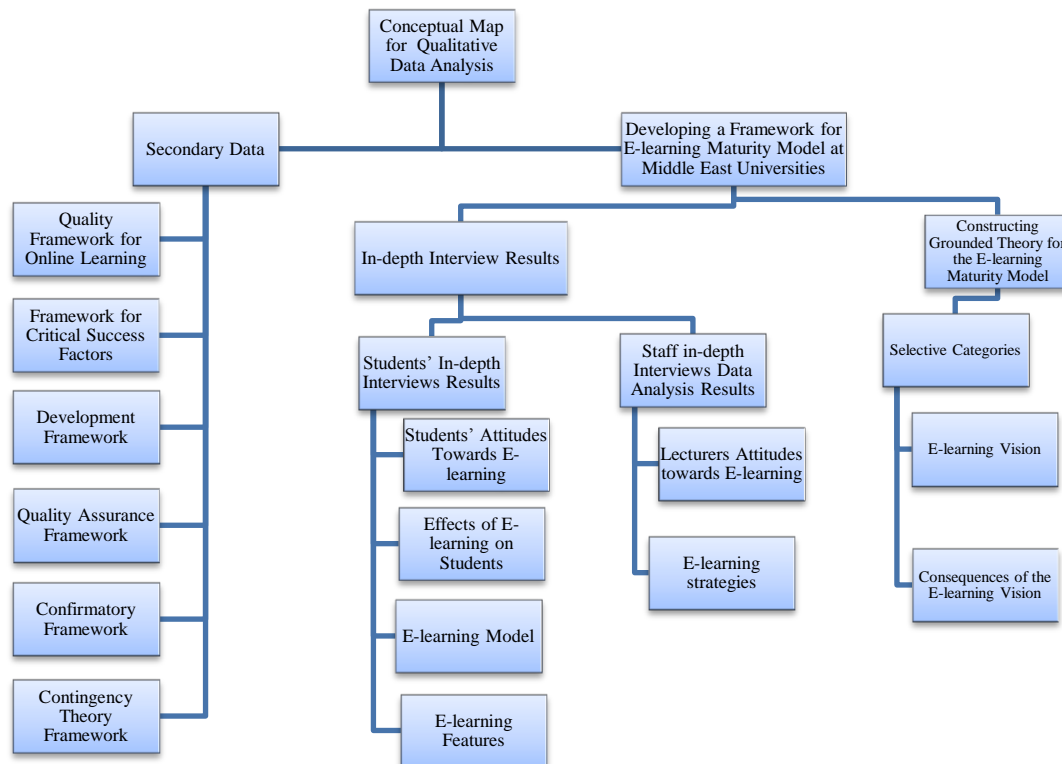 Conceptual Map
for Qualitative
Data Analysis
Secondary Data
Developing a Framework for
E-learning Maturity Model at
Middle East Universities
Quality
Framework for
Online Learning
Framework for
Critical Success
Factors
Development
Framework
Quality Assurance
Framework
Confirmatory
Framework
Contingency
Theory
Framework
In-depth Interview Results
Students’ In-depth
Interviews Results
Students’ Attitudes
Towards E-
learning
Effects of E-
learning on
Students
E-learning Model
E-learning
Features
Staff in-depth
Interviews Data
Analysis Results
Lecturers Attitudes
towards E-learning
E-learning
strategies
Constructing
Grounded Theory for
the E-learning
Maturity Model
Selective Categories
E-learning Vision
Consequences of the
E-learning Vision